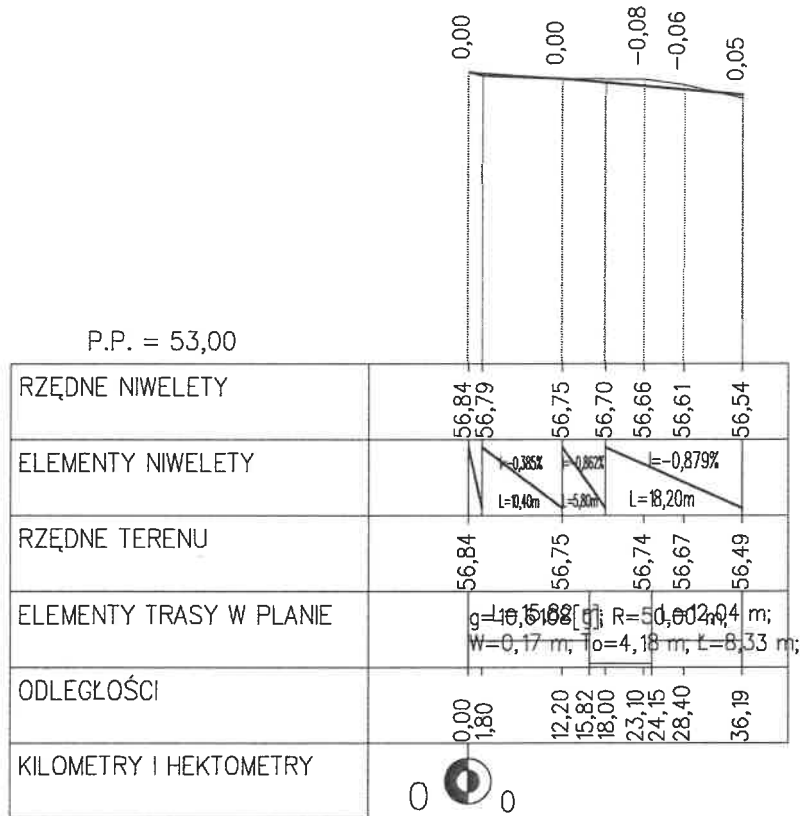 0,00 0,00 -0,08 -0,06 0,05
P.P. = 53,00
RZĘDNE NIWELETY 56,84 56,79 56,75 56,70 56,66 56,61 56,54
ELEMENTY NIWELETY
i=-0,385% i=-0,862% i=-0,879%
L=10,40m L=5,80m L=18,20m
RZĘDNE TERENU 56,84 56,75 56,74 56,67 56,49
ELEMENTY TRASY W PLANIE
L=15,82 R=50,00 m; L=12,04 m;
W=0,17 m; To=4,18 m; Ł=8,33 m;
ODLEGŁOŚCI 0,00 1,80 12,20 15,82 18,00 23,10 24,15 28,40 36,19
KILOMETRY I HEKTOMETRY
0 0